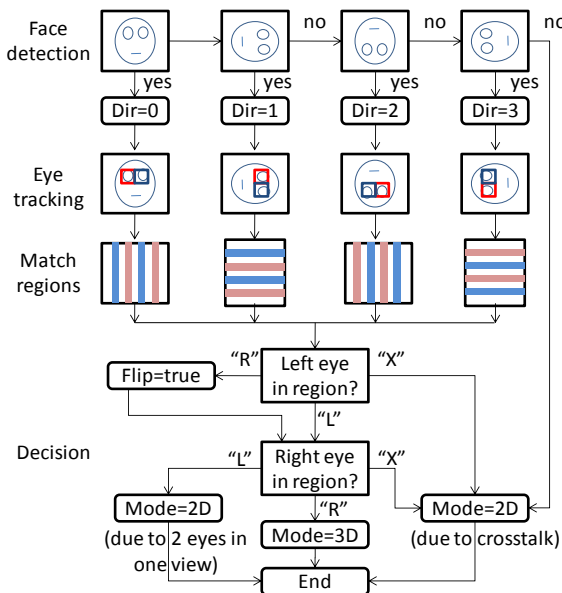 Face
detection
no
no
no
yes
yes
yes
yes
Dir=0
Dir=1
Dir=2
Dir=3
Eye
tracking
Match
regions
Left eye
in region?
“R”
“X”
Flip=true
“L”
Decision
Right eye
in region?
“L”
“X”
“R”
Mode=2D
(due to 2 eyes in
one view)
Mode=3D
Mode=2D
(due to crosstalk)
End